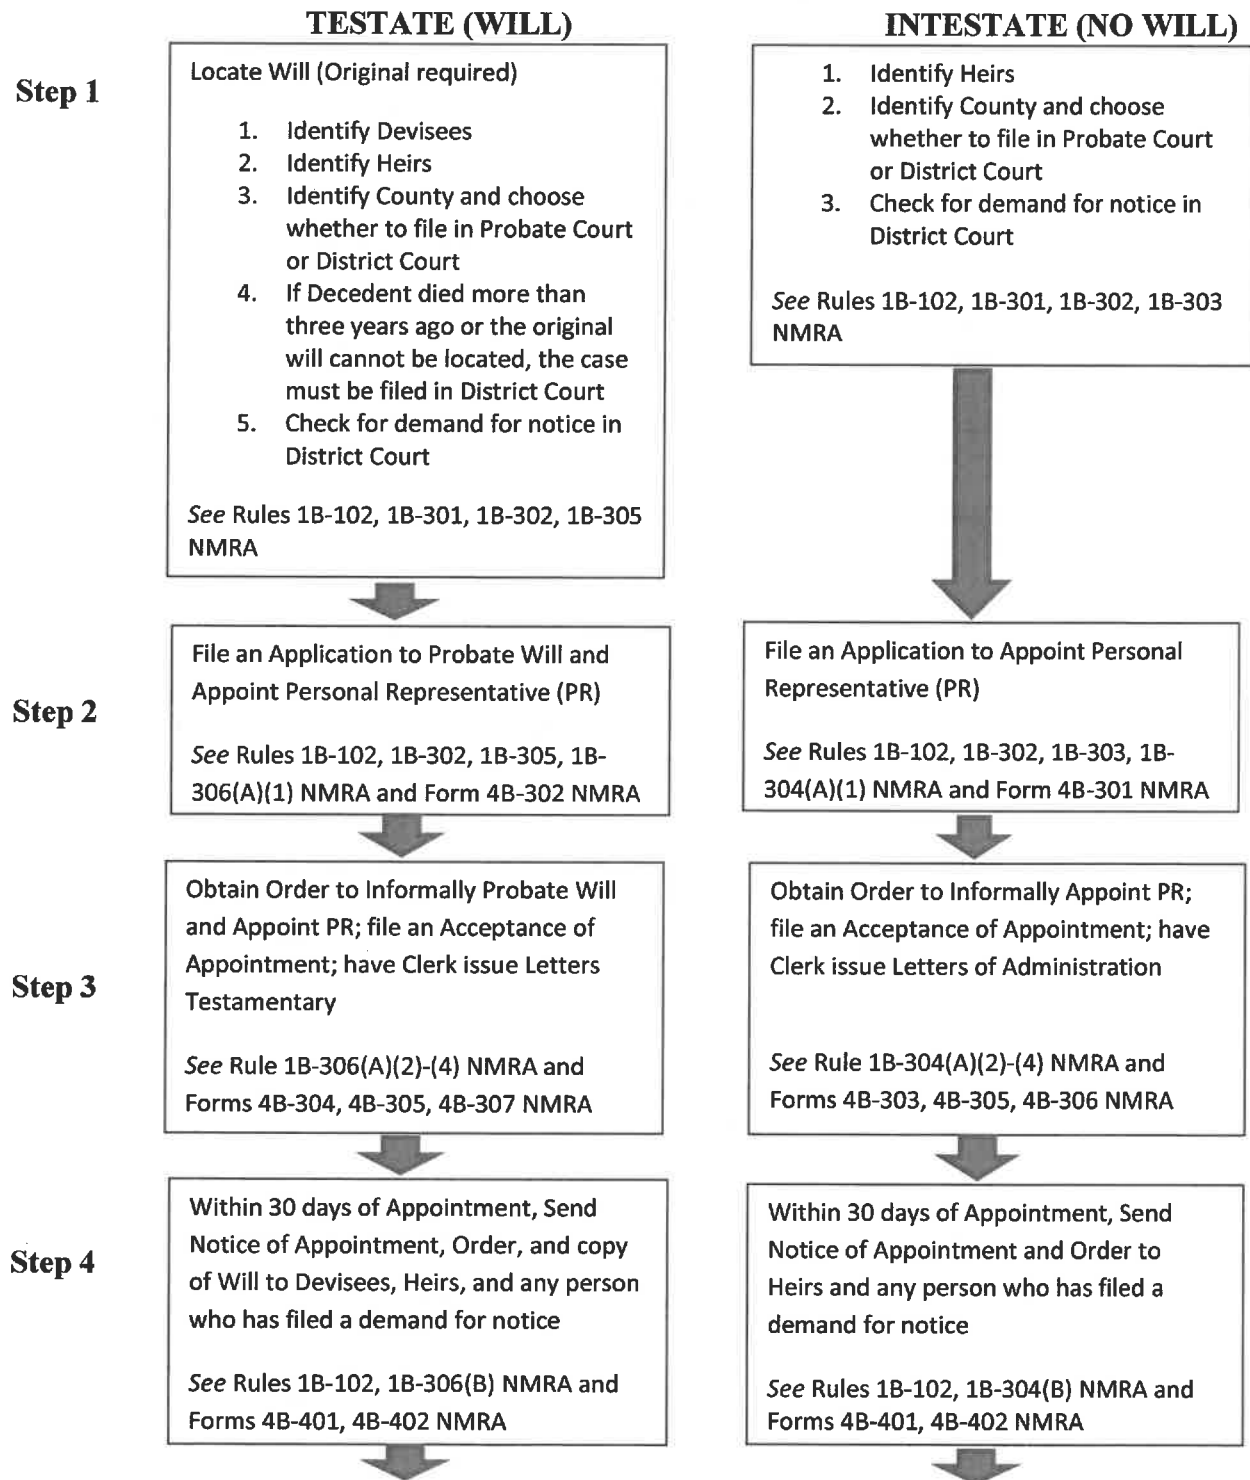 TESTATE (WILL)
INTESTATE (NO WILL)
Step 1
Locate Will (Original required)
1. Identify Devisees
2. Identify Heirs
3. Identify County and choose
whether to file in Probate Court
or District Court
4. If Decedent died more than
three years ago or the original
will cannot be located, the case
must be filed in District Court
5. Check for demand for notice in
District Court
See Rules 1B-102, 1B-301, 1B-302, 1B-305
NMRA
1. Identify Heirs
2. Identify County and choose
whether to file in Probate Court
or District Court
3. Check for demand for notice in
District Court
See Rules 1B-102, 1B-301, 1B-302, 1B-303
NMRA
Step 2
File an Application to Probate Will and
Appoint Personal Representative (PR)
See Rules 1B-102, 1B-302, 1B-305, 1B-
306(A)(1) NMRA and Form 4B-302 NMRA
File an Application to Appoint Personal
Representative (PR)
See Rules 1B-102, 1B-302, 1B-303, 1B-
304(A)(1) NMRA and Form 4B-301 NMRA
Step 3
Obtain Order to Informally Probate Will
and Appoint PR; file an Acceptance of
Appointment; have Clerk issue Letters
Testamentary
See Rule 1B-306(A)(2)-(4) NMRA and
Forms 4B-304, 4B-305, 4B-307 NMRA
Obtain Order to Informally Appoint PR;
file an Acceptance of Appointment; have
Clerk issue Letters of Administration
See Rule 1B-304(A)(2)-(4) NMRA and
Forms 4B-303, 4B-305, 4B-306 NMRA
Step 4
Within 30 days of Appointment, Send
Notice of Appointment, Order, and copy
of Will to Devisees, Heirs, and any person
who has filed a demand for notice
See Rules 1B-102, 1B-306(B) NMRA and
Forms 4B-401, 4B-402 NMRA
Within 30 days of Appointment, Send
Notice of Appointment and Order to
Heirs and any person who has filed a
demand for notice
See Rules 1B-102, 1B-304(B) NMRA and
Forms 4B-401, 4B-402 NMRA